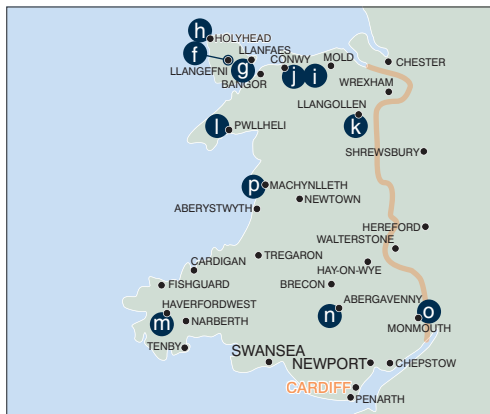 h
HOLYHEAD
f
LLANFAES
LLANGEFNI
g
CONWY
MOLD
BANGOR
j
i
CHESTER
WREXHAM
LLANGOLLEN
k
l
PWLLHELI
SHREWSBURY
p
MACHYNLLETH
NEWTOWN
ABERYSTWYTH
HEREFORD
WALTERSTONE
TREGARON
HAY-ON-WYE
CARDIGAN
FISHGUARD
BRECON
HAVERFORDWEST
ABERGAVENNY
m
NARBERTH
n
o
MONMOUTH
TENBY
SWANSEA
NEWPORT
CHEPSTOW
CARDIFF
PENARTH